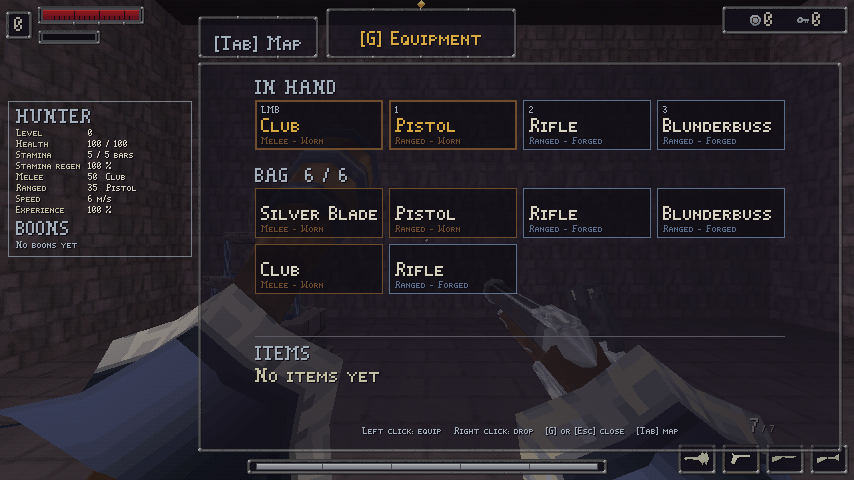 0
[Tab] Map
[G] Equipment
0 0
Hunter
Level 0
Health 100 / 100
Stamina 5 / 5 bars
Stamina regen 100 %
Melee 50 Club
Ranged 35 Pistol
Speed 6 m/s
Experience 100 %
Boons
No boons yet
In hand
LMB 1 2 3
Club Pistol Rifle Blunderbuss
Melee - Worn Ranged - Worn Ranged - Forged Ranged - Forged
Bag 6 / 6
Silver Blade Pistol Rifle Blunderbuss
Melee - Worn Ranged - Worn Ranged - Forged Ranged - Forged
Club Rifle
Melee - Worn Ranged - Forged
Items
No items yet
Left click: equip Right click: drop [G] or [Esc] close [Tab] map
7/7